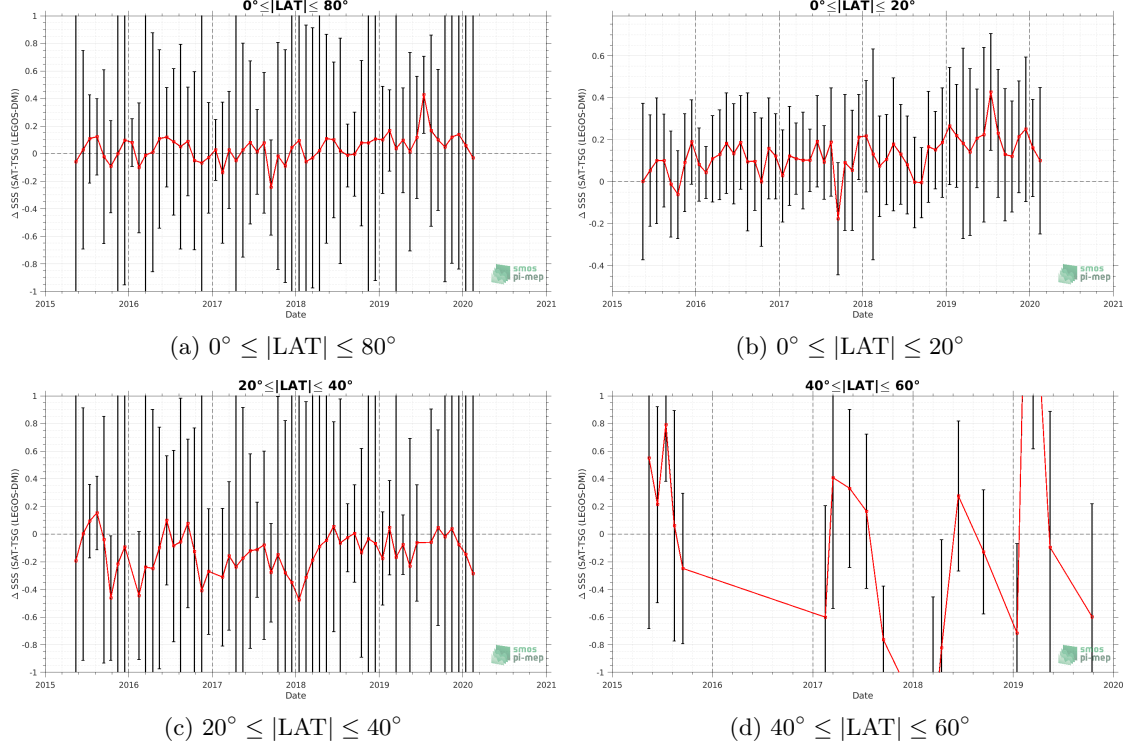 0°≤|LAT|≤ 80°
Δ SSS (SAT-TSG (LEGOS-DM))
1
0.8
0.6
0.4
0.2
0
-0.2
-0.4
-0.6
-0.8
-1
2015 2016 2017 2018 2019 2020 2021
Date
smos
pi-mep
(a) 0° ≤ |LAT| ≤ 80°
0°≤|LAT|≤ 20°
Δ SSS (SAT-TSG (LEGOS-DM))
0.6
0.4
0.2
0
-0.2
-0.4
2015 2016 2017 2018 2019 2020 2021
Date
smos
pi-mep
(b) 0° ≤ |LAT| ≤ 20°
20°≤|LAT|≤ 40°
Δ SSS (SAT-TSG (LEGOS-DM))
1
0.8
0.6
0.4
0.2
0
-0.2
-0.4
-0.6
-0.8
-1
2015 2016 2017 2018 2019 2020 2021
Date
smos
pi-mep
(c) 20° ≤ |LAT| ≤ 40°
40°≤|LAT|≤ 60°
Δ SSS (SAT-TSG (LEGOS-DM))
1
0.8
0.6
0.4
0.2
0
-0.2
-0.4
-0.6
-0.8
-1
2015 2016 2017 2018 2019 2020
Date
smos
pi-mep
(d) 40° ≤ |LAT| ≤ 60°